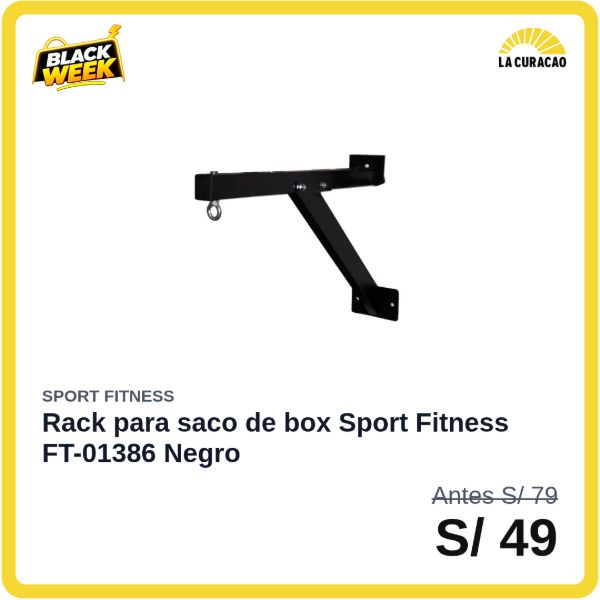 BLACK
WEEK
LA CURACAO
SPORT FITNESS
Rack para saco de box Sport Fitness
FT-01386 Negro
Antes S/ 79
S/ 49